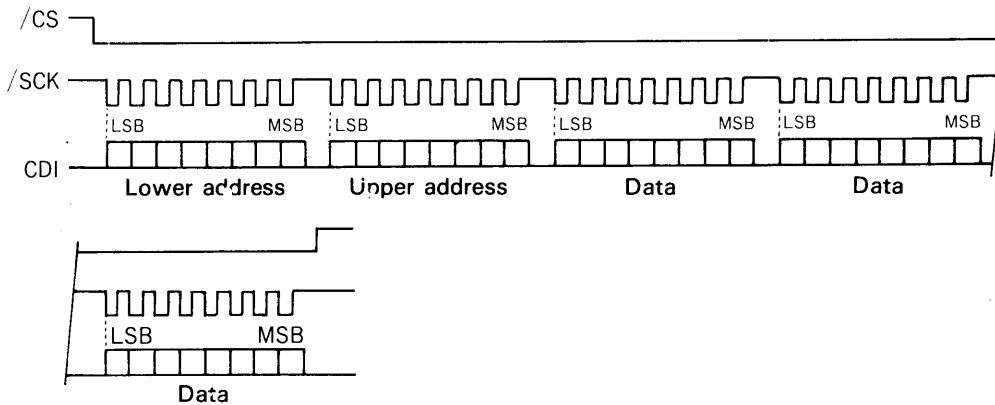 /CS
/SCK
LSB MSB LSB MSB LSB MSB LSB MSB
CDI
Lower address Upper address Data Data
LSB MSB
Data